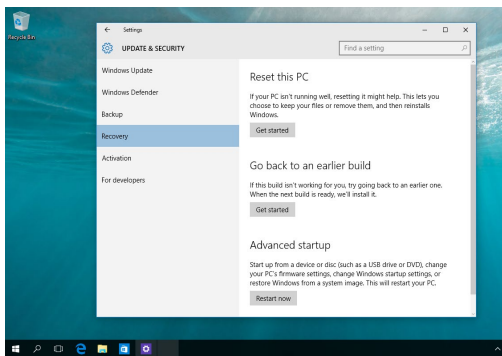 Recycle Bin
Settings
UPDATE & SECURITY
Find a setting
Windows Update
Windows Defender
Backup
Recovery
Activation
For developers
Reset this PC
If your PC isn't running well, resetting it might help. This lets you
choose to keep your files or remove them, and then reinstalls
Windows.
Get started
Go back to an earlier build
If this build isn't working for you, try going back to an earlier one.
When the next build is ready, we'll install it.
Get started
Advanced startup
Start up from a device or disc (such as a USB drive or DVD), change
your PC's firmware settings, change Windows startup settings, or
restore Windows from a system image. This will restart your PC.
Restart now